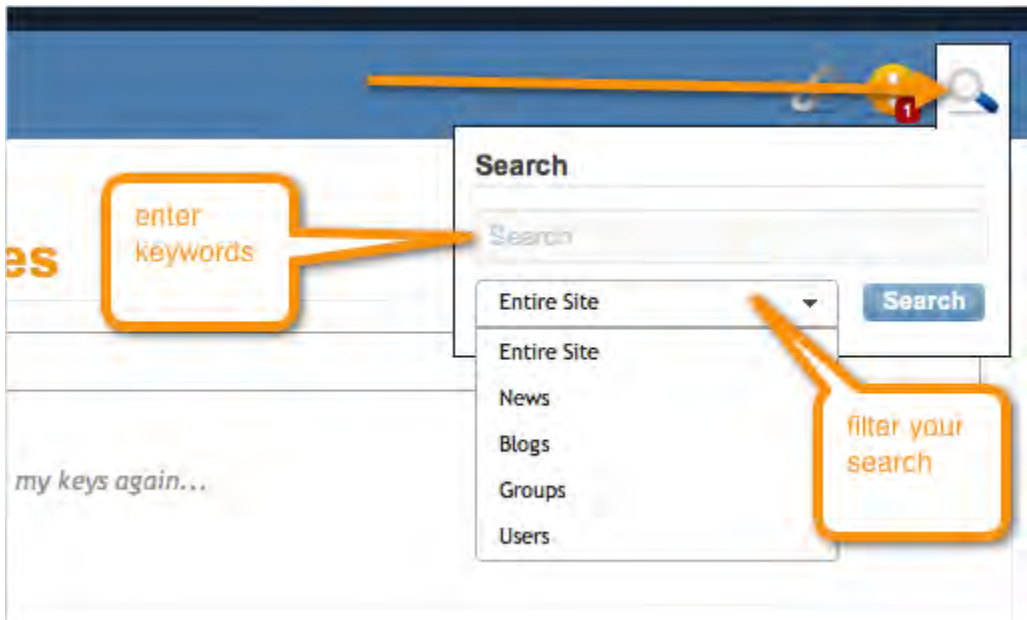 1
Search
enter
keywords
Search
es
Entire Site
Search
Entire Site
News
Blogs
filter your
search
my keys again...
Groups
Users